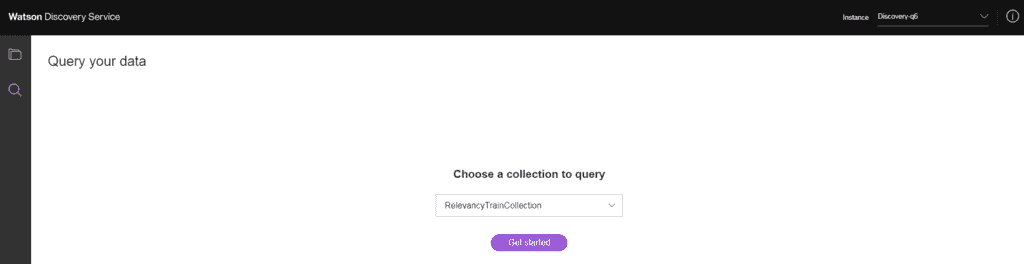 Watson Discovery Service
Instance Discovery-q6
Query your data
Choose a collection to query
RelevancyTrainCollection
Get started